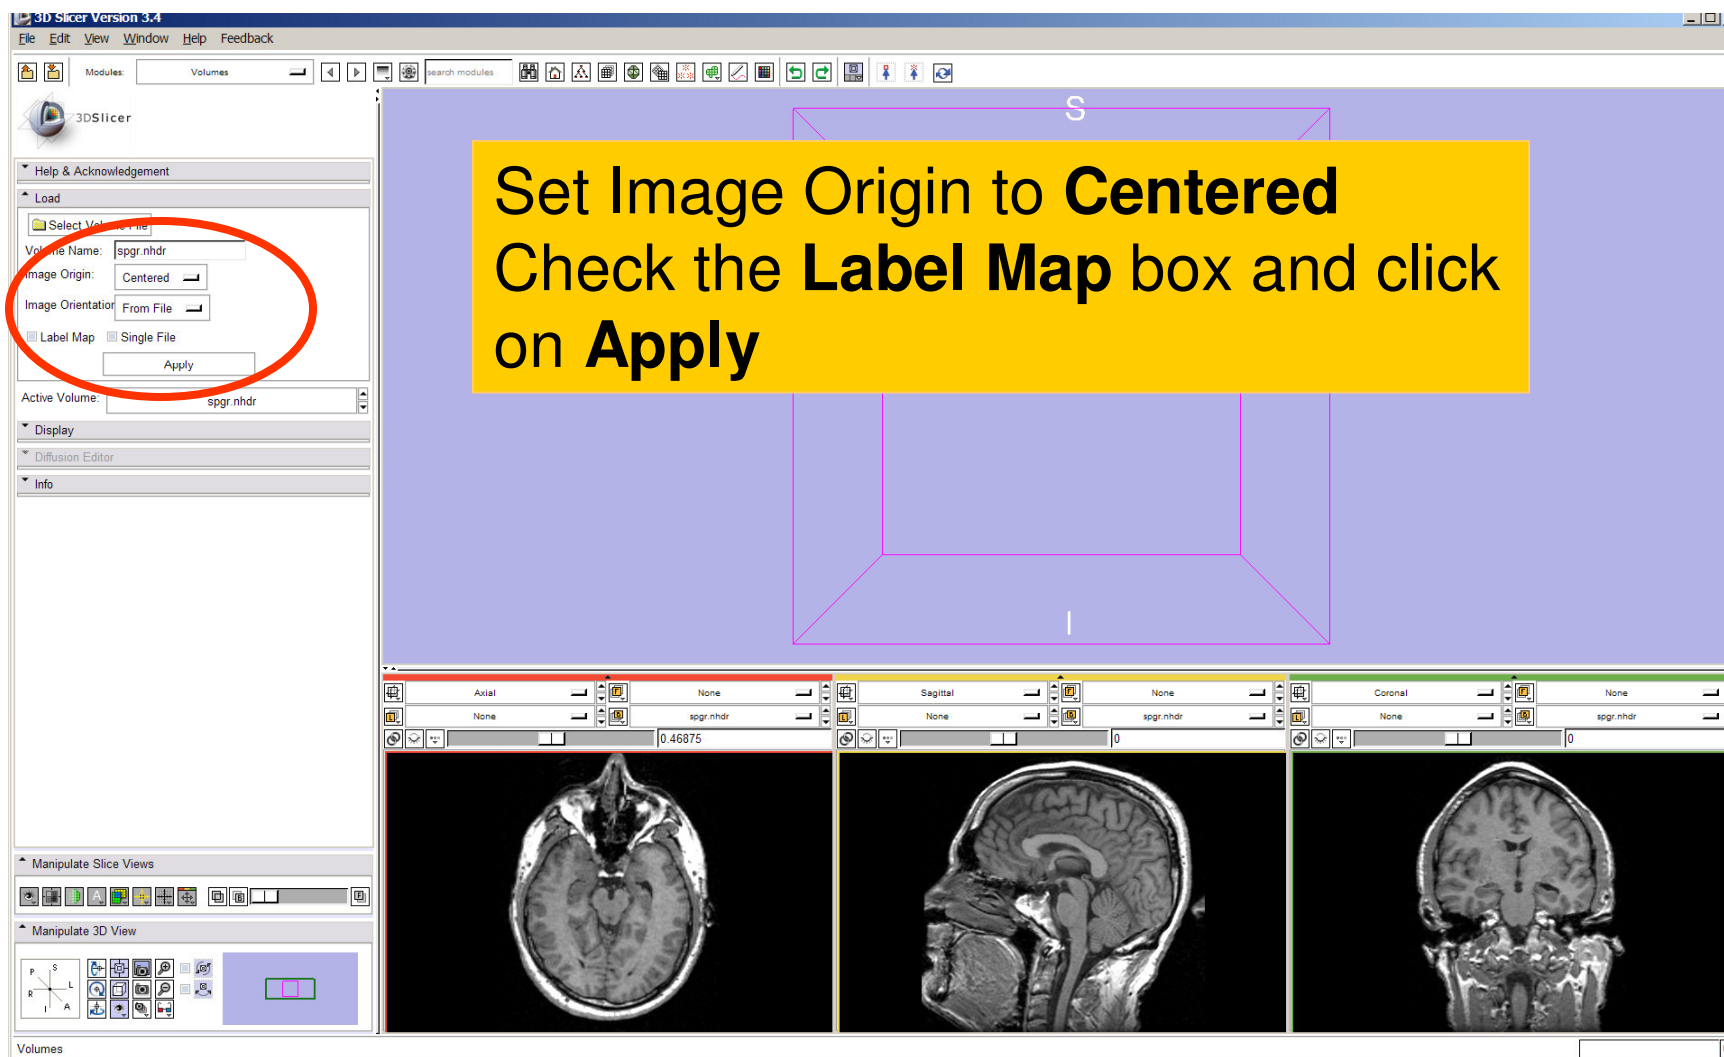 3D Slicer Version 3.4
File Edit View Window Help Feedback
Modules: Volumes search modules
3DSlicer
Help & Acknowledgement
Load
Select Volume File
Volume Name: spgr.nhdr
Image Origin: Centered
Image Orientation From File
Label Map Single File
Apply
Active Volume: spgr.nhdr
Display
Diffusion Editor
Info
S
Set Image Origin to Centered
Check the Label Map box and click
on Apply
I
Axial F None Sagittal F None Coronal F None
L None B spgr.nhdr L None B spgr.nhdr L None B spgr.nhdr
0.46875 0 0
Manipulate Slice Views
A B F
Manipulate 3D View
P S
R L
I A
Volumes